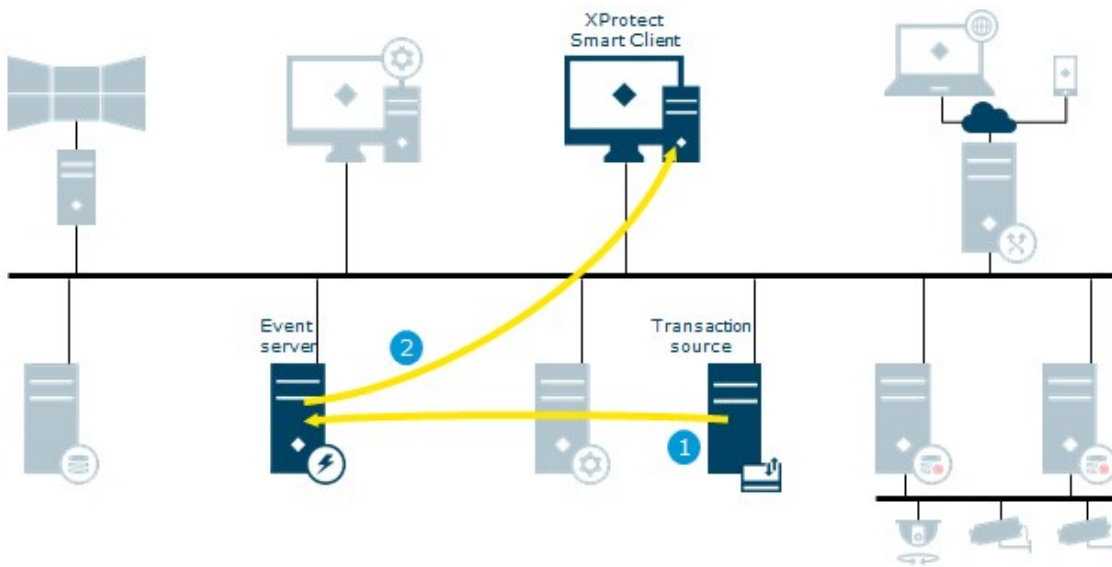 XProtect
Smart Client
Event
server
2
Transaction
source
1